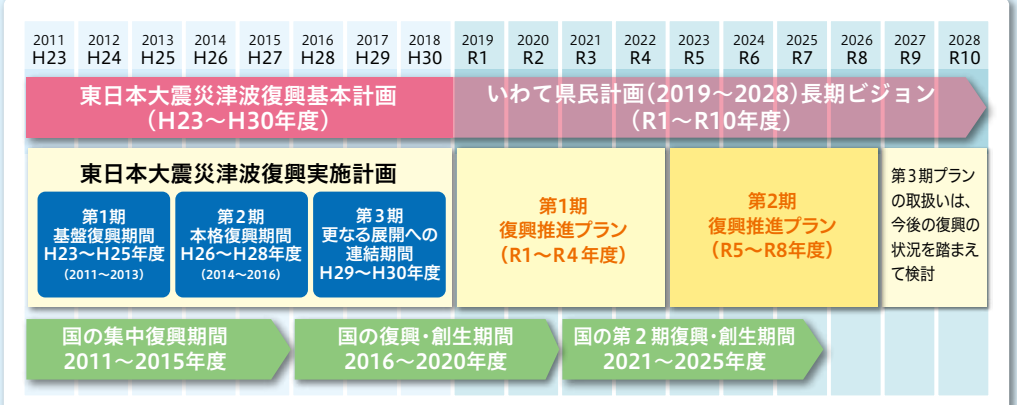 2011 2012 2013 2014 2015 2016 2017 2018 2019 2020 2021 2022 2023 2024 2025 2026 2027 2028
H23 H24 H25 H26 H27 H28 H29 H30 R1 R2 R3 R4 R5 R6 R7 R8 R9 R10
東日本大震災津波復興基本計画
(H23〜H30年度)
いわて県民計画(2019〜2028)長期ビジョン
(R1〜R10年度)
東日本大震災津波復興実施計画
第1期
基盤復興期間
H23〜H25年度
(2011〜2013)
第2期
本格復興期間
H26〜H28年度
(2014〜2016)
第3期
更なる展開への
連結期間
H29〜H30年度
第1期
復興推進プラン
(R1〜R4年度)
第2期
復興推進プラン
(R5〜R8年度)
第3期プラン
の取扱いは、
今後の復興の
状況を踏まえ
て検討
国の集中復興期間
2011〜2015年度
国の復興・創生期間
2016〜2020年度
国の第2期復興・創生期間
2021〜2025年度